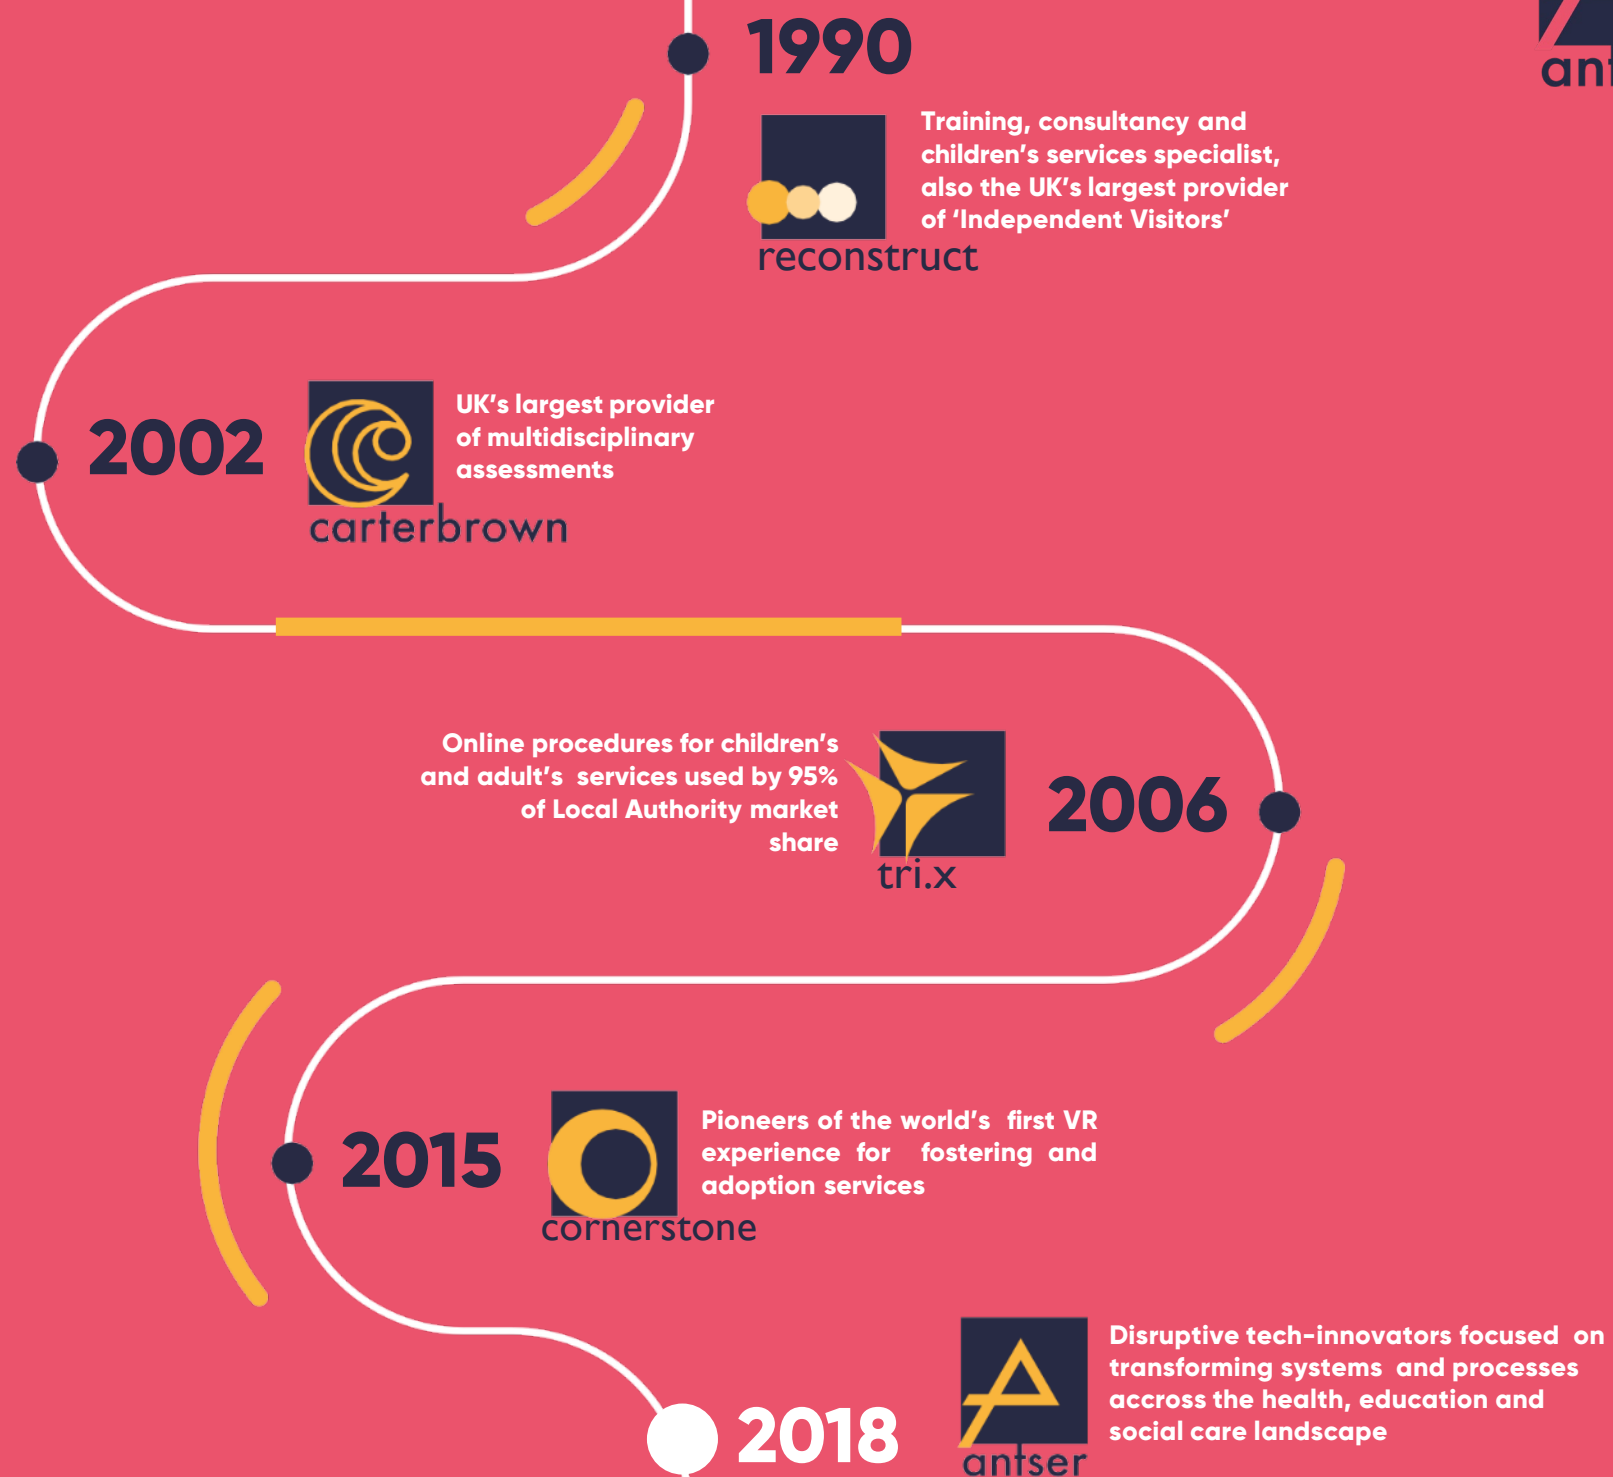 1990
Training, consultancy and
children's services specialist,
also the UK's largest provider
of 'Independent Visitors'
reconstruct
2002
UK's largest provider
of multidisciplinary
assessments
carterbrown
Online procedures for children's
and adult's services used by 95%
of Local Authority market
share
tri.x
2006
2015
Pioneers of the world's first VR
experience for fostering and
adoption services
cornerstone
2018
antser
Disruptive tech-innovators focused on
transforming systems and processes
accross the health, education and
social care landscape